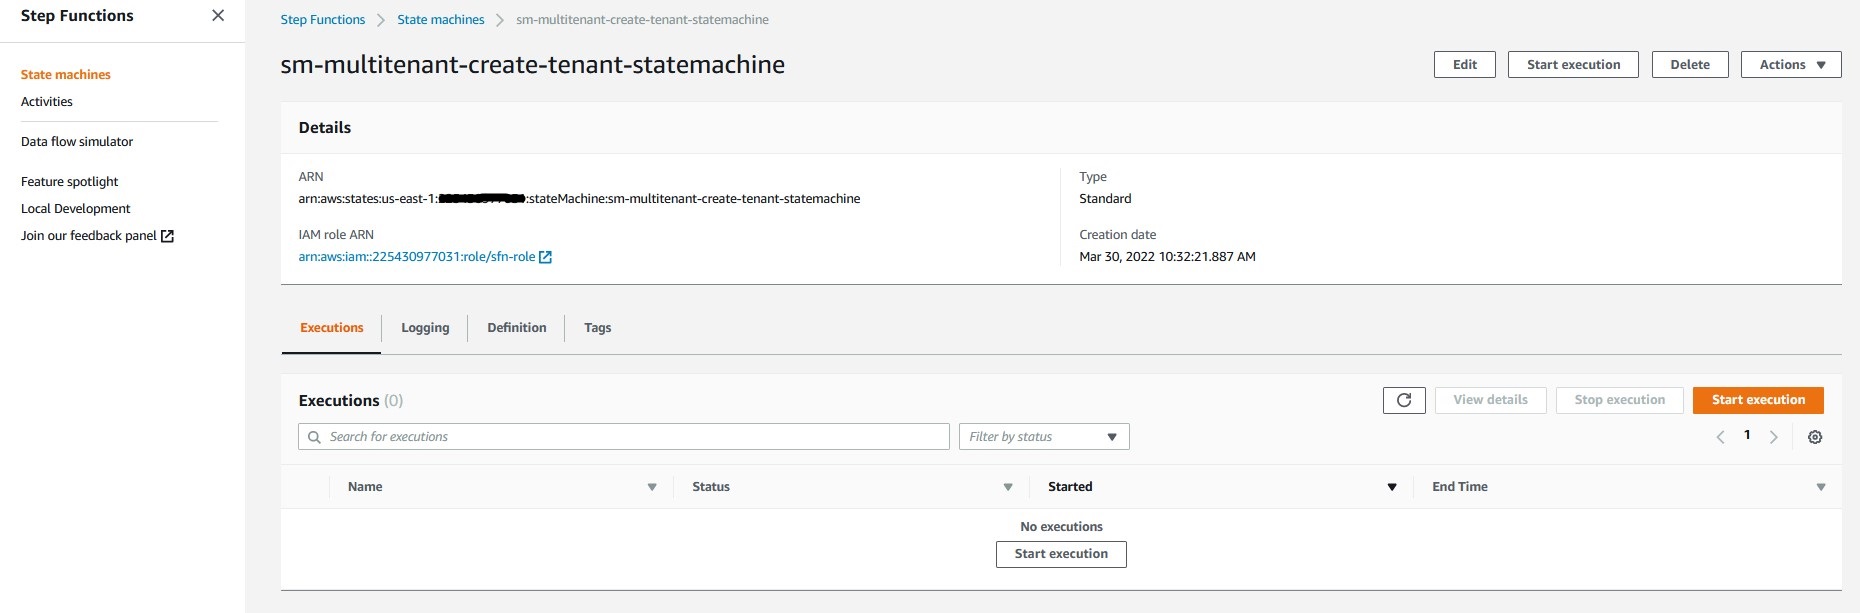 Step Functions
State machines
Activities
Data flow simulator
Feature spotlight
Local Development
Join our feedback panel
Step Functions State machines sm-multitenant-create-tenant-statemachine
sm-multitenant-create-tenant-statemachine
Edit Start execution Delete Actions
Details
ARN
arn:aws:states:us-east-1: :stateMachine:sm-multitenant-create-tenant-statemachine
IAM role ARN
arn:aws:iam::225430977031:role/sfn-role
Type
Standard
Creation date
Mar 30, 2022 10:32:21.887 AM
Executions Logging Definition Tags
Executions (0)
View details Stop execution Start execution
Search for executions Filter by status 1
Name Status Started End Time
No executions
Start execution